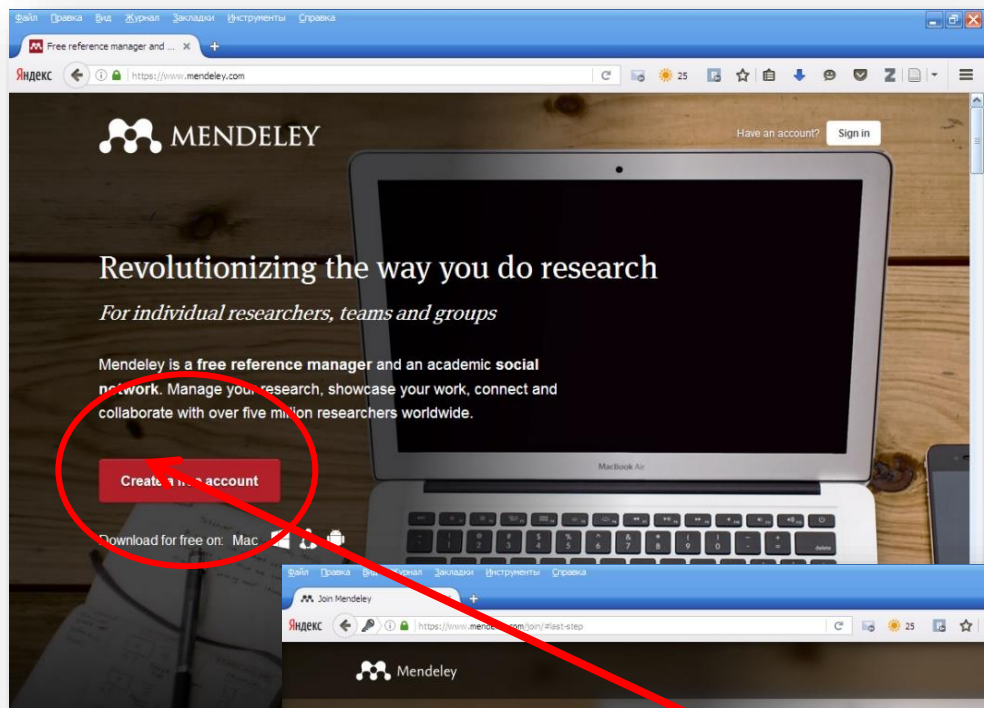 Файл Правка Вид Журнал Закладки Инструменты Справка
Free reference manager and ...
Яндекс https://www.mendeley.com 25
MENDELEY
Have an account? Sign in
Revolutionizing the way you do research
For individual researchers, teams and groups
Mendeley is a free reference manager and an academic social
network. Manage your research, showcase your work, connect and
collaborate with over five million researchers worldwide.
MacBook Air
Create a free account
Download for free on: Mac
Файл Правка Вид Журнал Закладки Инструменты Справка
Join Mendeley
Яндекс https://www.mendeley.com/join/#last-step 25
Mendeley